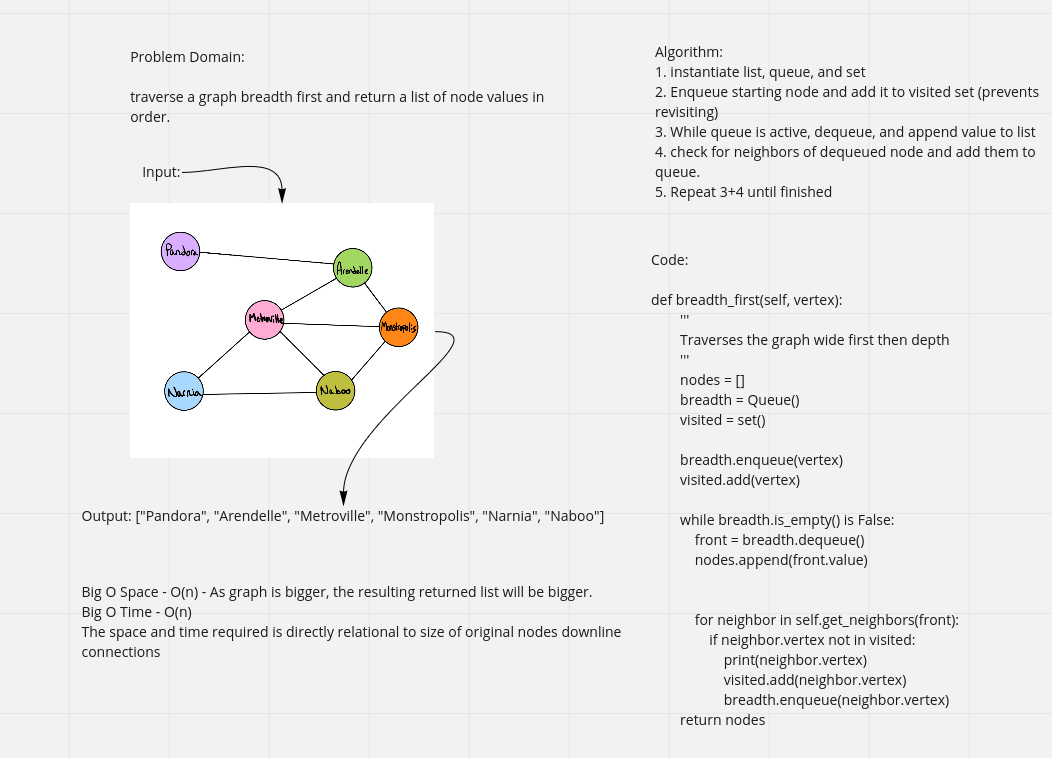 Problem Domain:
traverse a graph breadth first and return a list of node values in
order.
Input:
Pandora
Arendelle
Metroville
Monstropolis
Narnia
Naboo
Output: ["Pandora", "Arendelle", "Metroville", "Monstropolis", "Narnia", "Naboo"]
Big O Space - O(n) - As graph is bigger, the resulting returned list will be bigger.
Big O Time - O(n)
The space and time required is directly relational to size of original nodes downline
connections
Algorithm:
1. instantiate list, queue, and set
2. Enqueue starting node and add it to visited set (prevents
revisiting)
3. While queue is active, dequeue, and append value to list
4. check for neighbors of dequeued node and add them to
queue.
5. Repeat 3+4 until finished
Code:
def breadth_first(self, vertex):
'''
Traverses the graph wide first then depth
'''
nodes = []
breadth = Queue()
visited = set()
breadth.enqueue(vertex)
visited.add(vertex)
while breadth.is_empty() is False:
front = breadth.dequeue()
nodes.append(front.value)
for neighbor in self.get_neighbors(front):
if neighbor.vertex not in visited:
print(neighbor.vertex)
visited.add(neighbor.vertex)
breadth.enqueue(neighbor.vertex)
return nodes